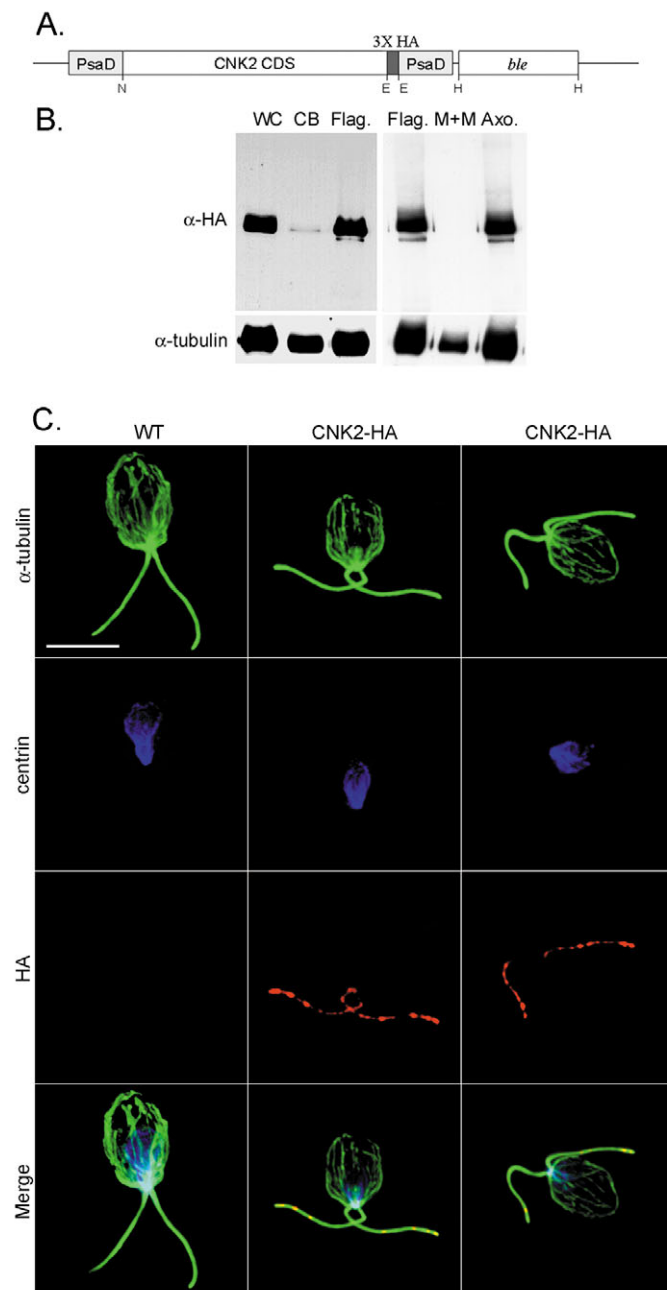 A.
3X HA
PsaD CNK2 CDS PsaD ble
N E E H H
B.
WC CB Flag. Flag. M+M Axo.
α-HA
α-tubulin
C.
WT CNK2-HA CNK2-HA
α-tubulin
centrin
HA
Merge